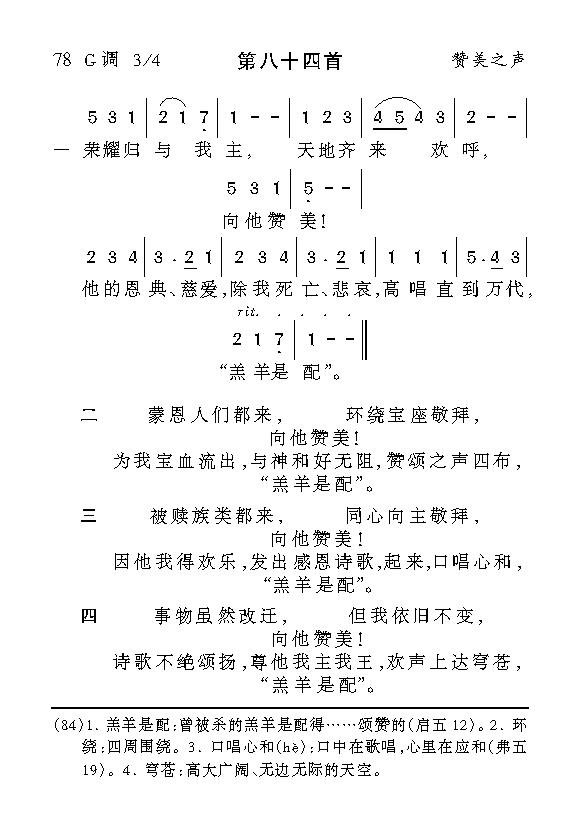 78 G调 3/4 第八十四首 赞美之声
5 3 1 | 2 1 7 | 1 - - | 1 2 3 | 4 5 4 3 | 2 - - |
一 荣耀归 与 我 主, 天地齐 来 欢 呼,
5 3 1 | 5 - - |
向他赞 美!
2 3 4 | 3 . 2 1 | 2 3 4 | 3 . 2 1 | 1 1 1 | 5 . 4 3 |
他的恩 典、慈爱,除我死 亡、悲哀,高 唱 直 到 万代,
rit. . . . .
2 1 7 | 1 - - ‖
“羔 羊是 配”。
二 蒙恩人们都来, 环绕宝座敬拜,
向他赞美!
为我宝血流出,与神和好无阻,赞颂之声四布,
“羔羊是配”。
三 被赎族类都来, 同心向主敬拜,
向他赞美!
因他我得欢乐,发出感恩诗歌,起来,口唱心和,
“羔羊是配”。
四 事物虽然改迁, 但我依旧不变,
向他赞美!
诗歌不绝颂扬,尊他我主我王,欢声上达穹苍,
“羔羊是配”。
(84)1. 羔羊是配:曾被杀的羔羊是配得……颂赞的(启五12)。2. 环
绕:四周围绕。3. 口唱心和(hè):口中在歌唱,心里在应和(弗五
19)。4. 穹苍:高大广阔、无边无际的天空。